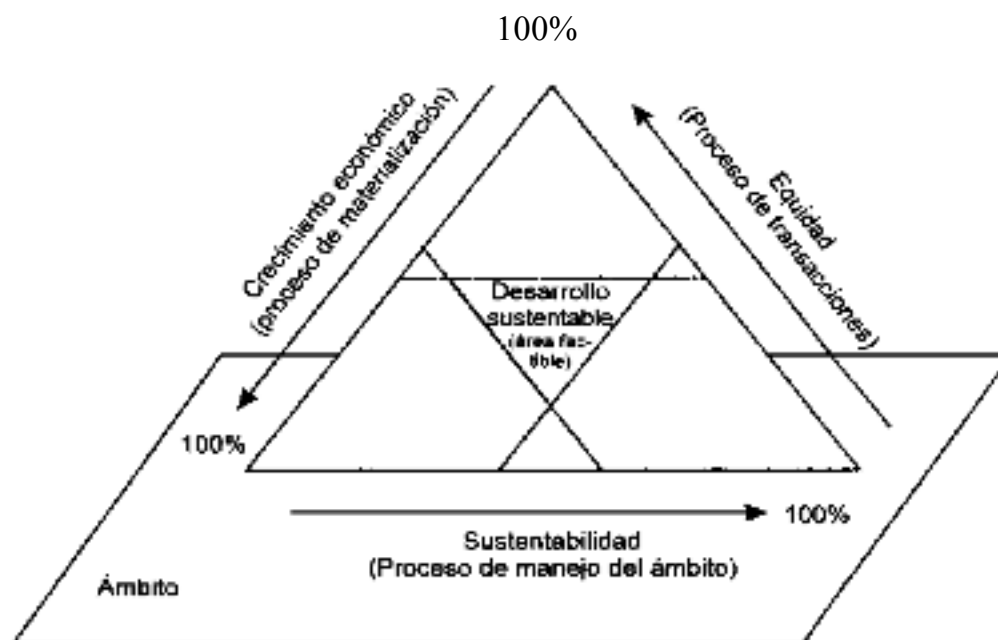 100%
Crecimiento económico
(proceso de materialización)
Equidad
(Proceso de transacciones)
Desarrollo
sustentable
(área fac-
tible)
100%
100%
Sustentabilidad
(Proceso de manejo del ámbito)
Ámbito